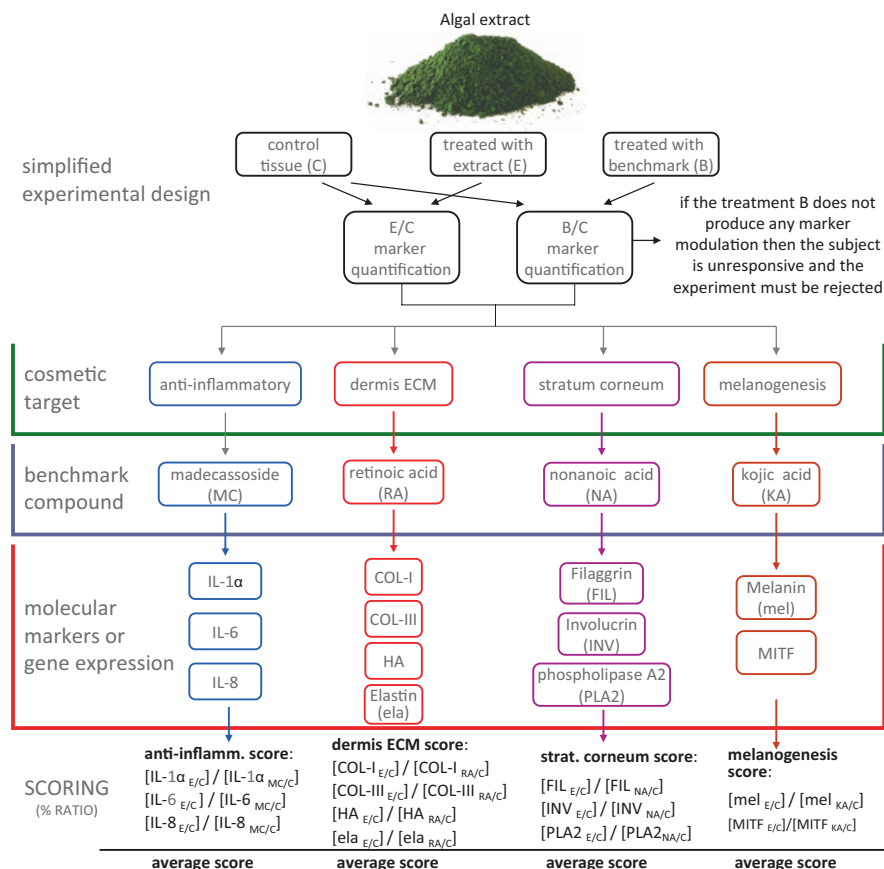 Algal extract
simplified
experimental design
control
tissue (C)
treated with
extract (E)
treated with
benchmark (B)
E/C
marker
quantification
B/C
marker
quantification
if the treatment B does not
produce any marker
modulation then the subject
is unresponsive and the
experiment must be rejected
cosmetic
target
anti-inflammatory
dermis ECM
stratum corneum
melanogenesis
benchmark
compound
madecassoside
(MC)
retinoic acid
(RA)
nonanoic acid
(NA)
kojic acid
(KA)
molecular
markers or
gene expression
IL-1α
IL-6
IL-8
COL-I
COL-III
HA
Elastin
(ela)
Filaggrin
(FIL)
Involucrin
(INV)
phospholipase A2
(PLA2)
Melanin
(mel)
MITF
SCORING
(% RATIO)
anti-inflamm. score:
[IL-1α E/C] / [IL-1α MC/C]
[IL-6 E/C] / [IL-6 MC/C]
[IL-8 E/C] / [IL-8 MC/C]
average score
dermis ECM score:
[COL-I E/C] / [COL-I RA/C]
[COL-III E/C] / [COL-III RA/C]
[HA E/C] / [HA RA/C]
[ela E/C] / [ela RA/C]
average score
strat. corneum score:
[FIL E/C] / [FIL NA/C]
[INV E/C] / [INV NA/C]
[PLA2 E/C] / [PLA2NA/C]
average score
melanogenesis
score:
[mel E/C] / [mel KA/C]
[MITF E/C]/[MITF KA/C]
average score